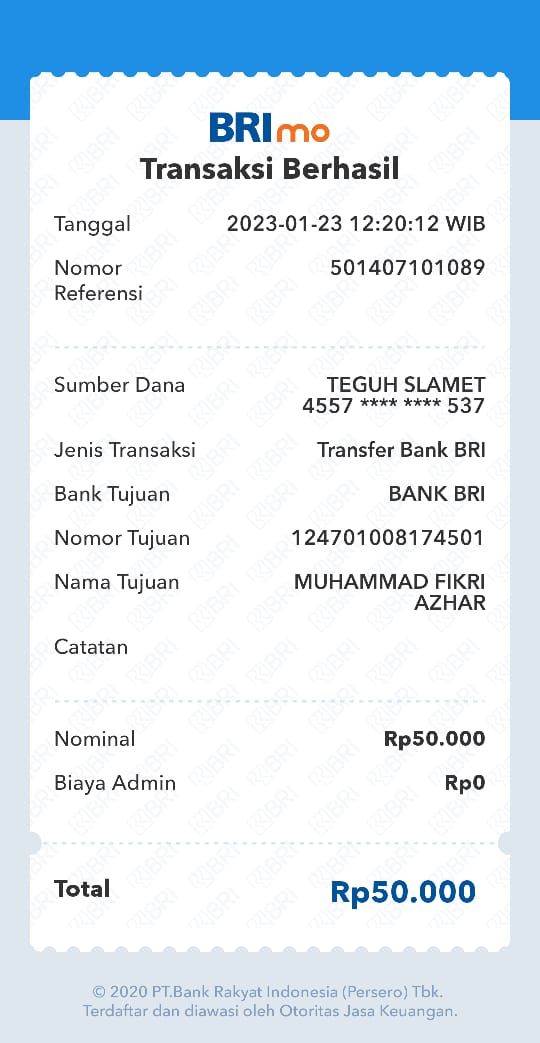 BRImo
Transaksi Berhasil
Tanggal 2023-01-23 12:20:12 WIB
Nomor Referensi 501407101089
Sumber Dana TEGUH SLAMET
4557 **** **** 537
Jenis Transaksi Transfer Bank BRI
Bank Tujuan BANK BRI
Nomor Tujuan 124701008174501
Nama Tujuan MUHAMMAD FIKRI
AZHAR
Catatan
Nominal Rp50.000
Biaya Admin Rp0
Total Rp50.000
© 2020 PT.Bank Rakyat Indonesia (Persero) Tbk.
Terdaftar dan diawasi oleh Otoritas Jasa Keuangan.